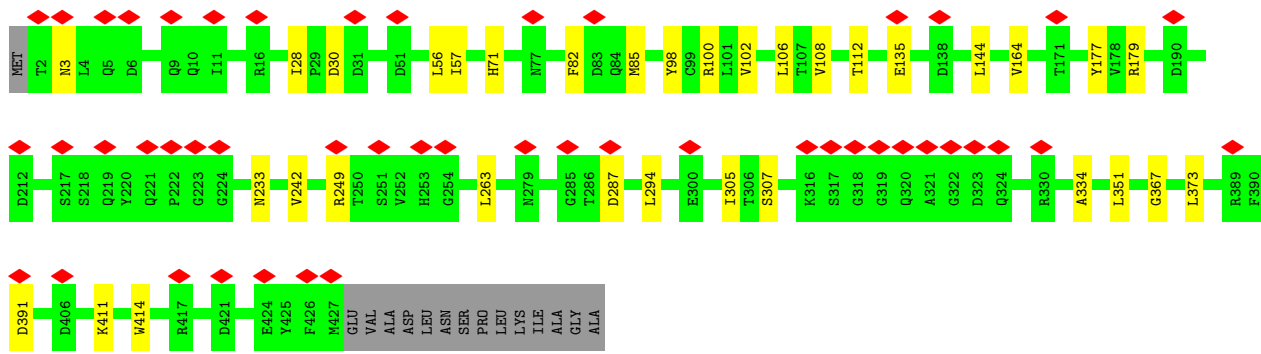 MET T2 N3 L4 Q5 D6 Q9 Q10 I11 R16 I28 P29 D30 D31 D51 L56 I57 H71 N77 F82 D83 Q84 M85 Y98 C99 R100 L101 V102 L106 T107 V108 T112 E135 D138 L144 V164 T171 Y177 V178 R179 D190
D212 S217 S218 Q219 Y220 Q221 P222 G223 G224 N233 V242 R249 T250 S251 V252 H253 G254 L263 N279 G285 T286 D287 L294 E300 I305 T306 S307 K316 S317 G318 G319 Q320 A321 G322 D323 Q324 R330 A334 L351 G367 L373 R389 F390
D391 D406 K411 W414 R417 D421 E424 Y425 F426 M427 GLU VAL ALA ASP LEU ASN SER PRO LEU LYS ILE ALA GLY ALA